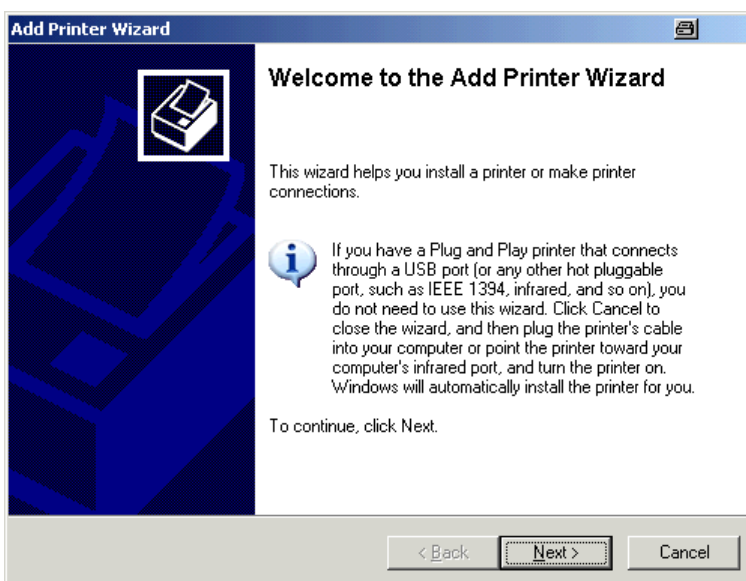 Add Printer Wizard
Welcome to the Add Printer Wizard
This wizard helps you install a printer or make printer
connections.
If you have a Plug and Play printer that connects
through a USB port (or any other hot pluggable
port, such as IEEE 1394, infrared, and so on), you
do not need to use this wizard. Click Cancel to
close the wizard, and then plug the printer's cable
into your computer or point the printer toward your
computer's infrared port, and turn the printer on.
Windows will automatically install the printer for you.
To continue, click Next.
< Back
Next >
Cancel